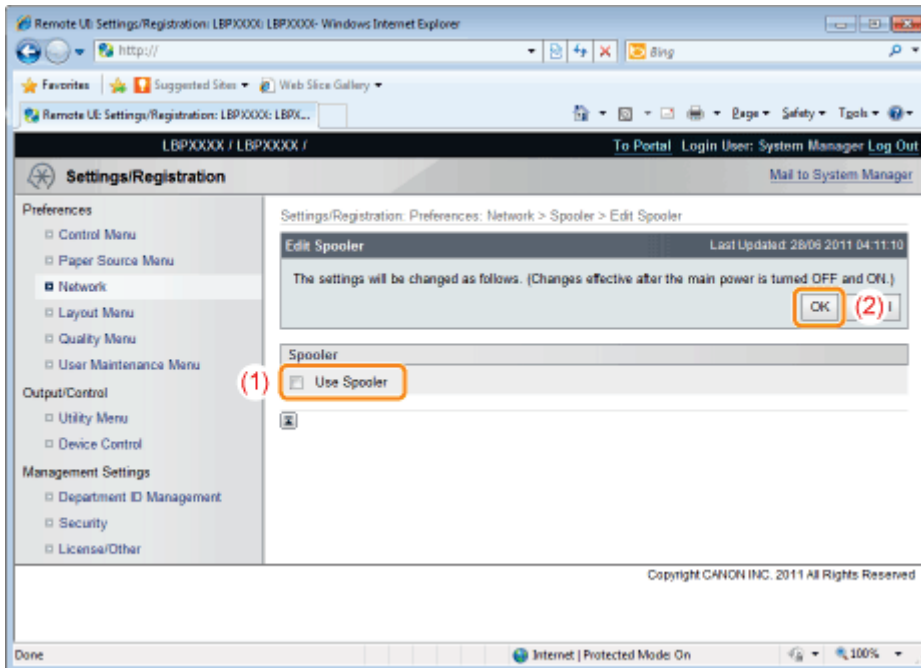 Remote UI: Settings/Registration: LBPXXXX: LBPXXXX- Windows Internet Explorer
http://
Bing
Favorites Suggested Sites Web Slice Gallery
Remote UI: Settings/Registration: LBPXXXX: LBPX... Page Safety Tools
LBPXXXX / LBPXXXX / To Portal Login User: System Manager Log Out
Settings/Registration Mail to System Manager
Preferences
Control Menu
Paper Source Menu
Network
Layout Menu
Quality Menu
User Maintenance Menu
Output/Control
Utility Menu
Device Control
Management Settings
Department ID Management
Security
License/Other
Settings/Registration: Preferences: Network > Spooler > Edit Spooler
Edit Spooler Last Updated: 28/06 2011 04:11:10
The settings will be changed as follows. (Changes effective after the main power is turned OFF and ON.)
OK (2)
Spooler
(1) Use Spooler
Copyright CANON INC. 2011 All Rights Reserved
Done Internet | Protected Mode: On 100%